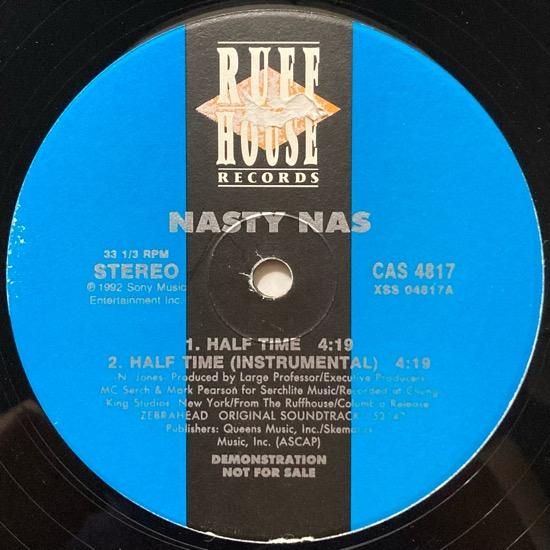 RUFF
HOUSE
RECORDS
NASTY NAS
33 1/3 RPM
STEREO
℗ 1992 Sony Music
Entertainment Inc.
CAS 4817
XSS 04817A
1. HALF TIME 4:19
2. HALF TIME (INSTRUMENTAL) 4:19
N. Jones- Produced by Large Professor/Executive Producers
MC Serch & Mark Pearson for Serchlite Music/Recorded at Chung
King Studios. New York/From The Ruffhouse/Columbia Release
ZEBRAHEAD ORIGINAL SOUNDTRACK
Publishers: Queens Music, Inc./
Music, Inc. (ASCAP)
DEMONSTRATION
NOT FOR SALE